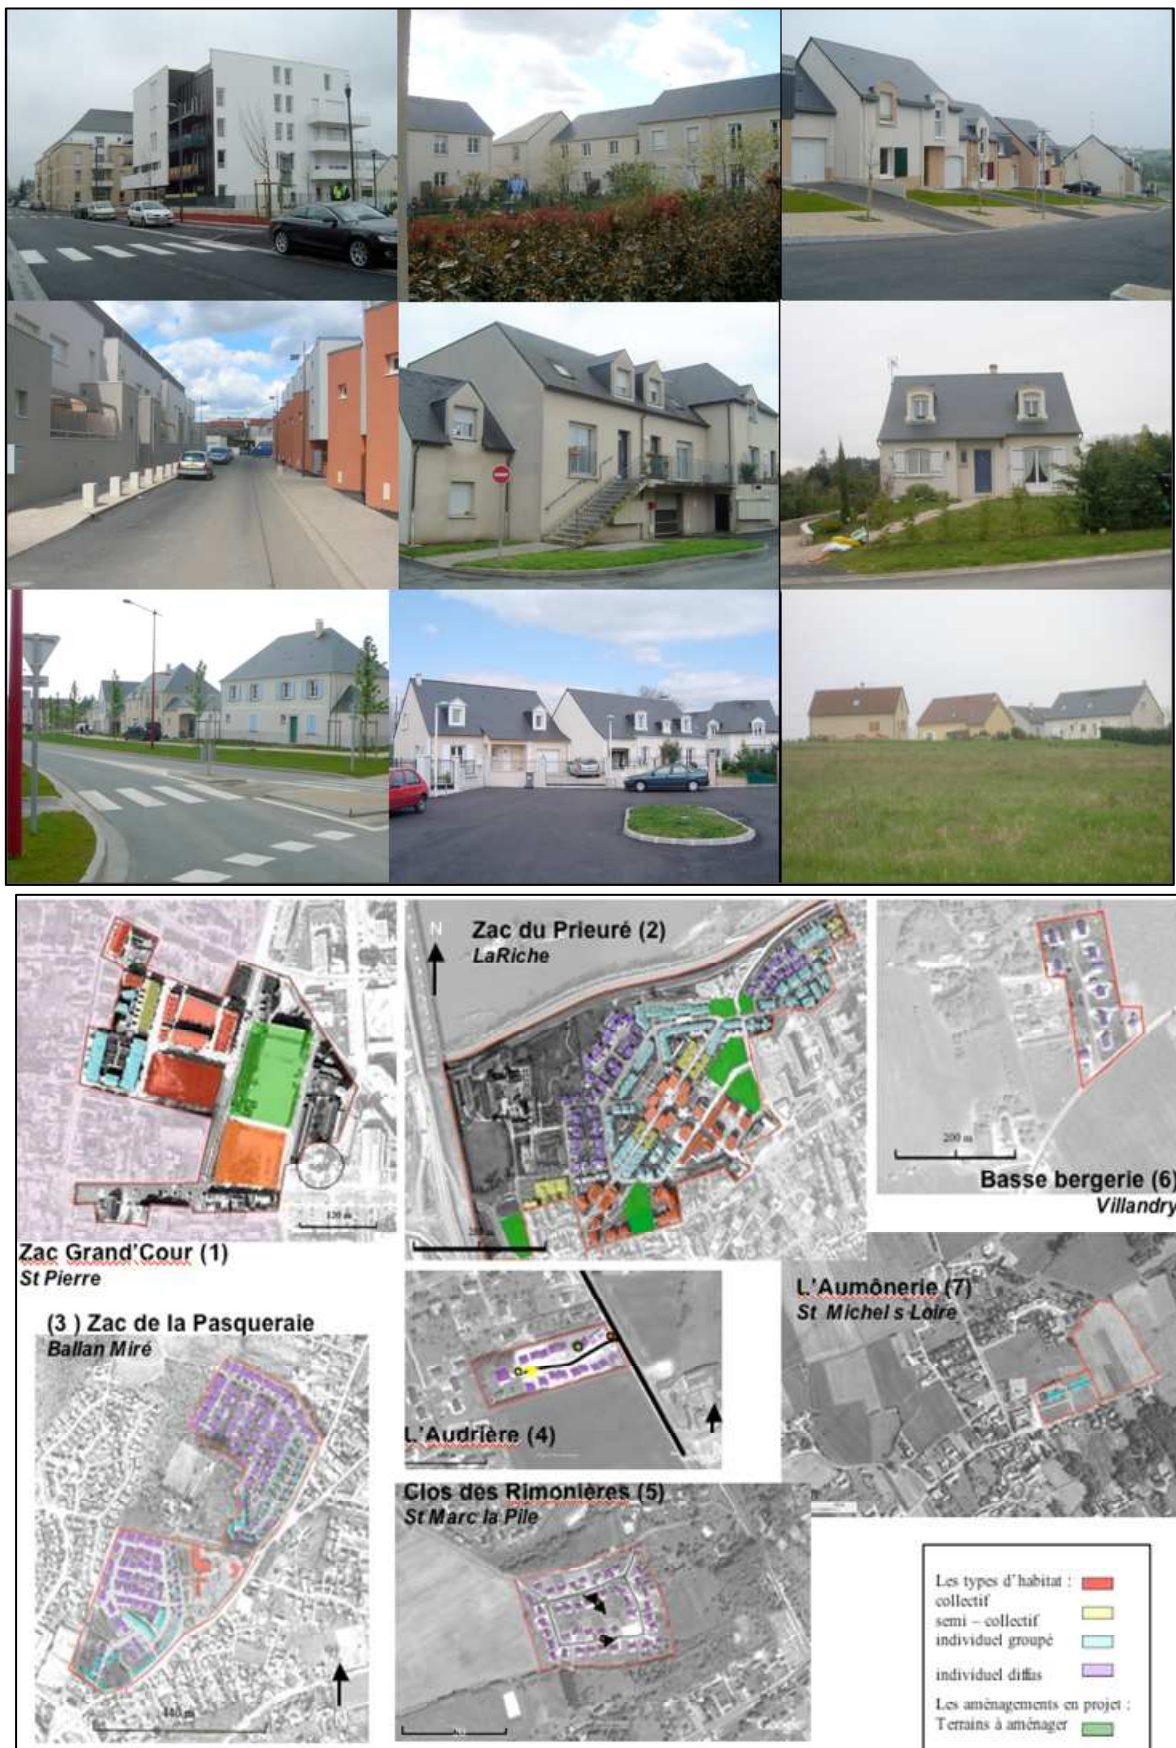 N
Zac du Prieuré (2)
LaRiche
200 m
Basse bergerie (6)
Villandry
120 m
Zac Grand'Cour (1)
St Pierre
L'Aumônerie (7)
St Michel s Loire
(3 ) Zac de la Pasqueraie
Ballan Miré
L'Audrière (4)
Clos des Rimonières (5)
St Marc la Pile
440 m
Les types d'habitat :
collectif
semi – collectif
individuel groupé
individuel diffus
Les aménagements en projet :
Terrains à aménager